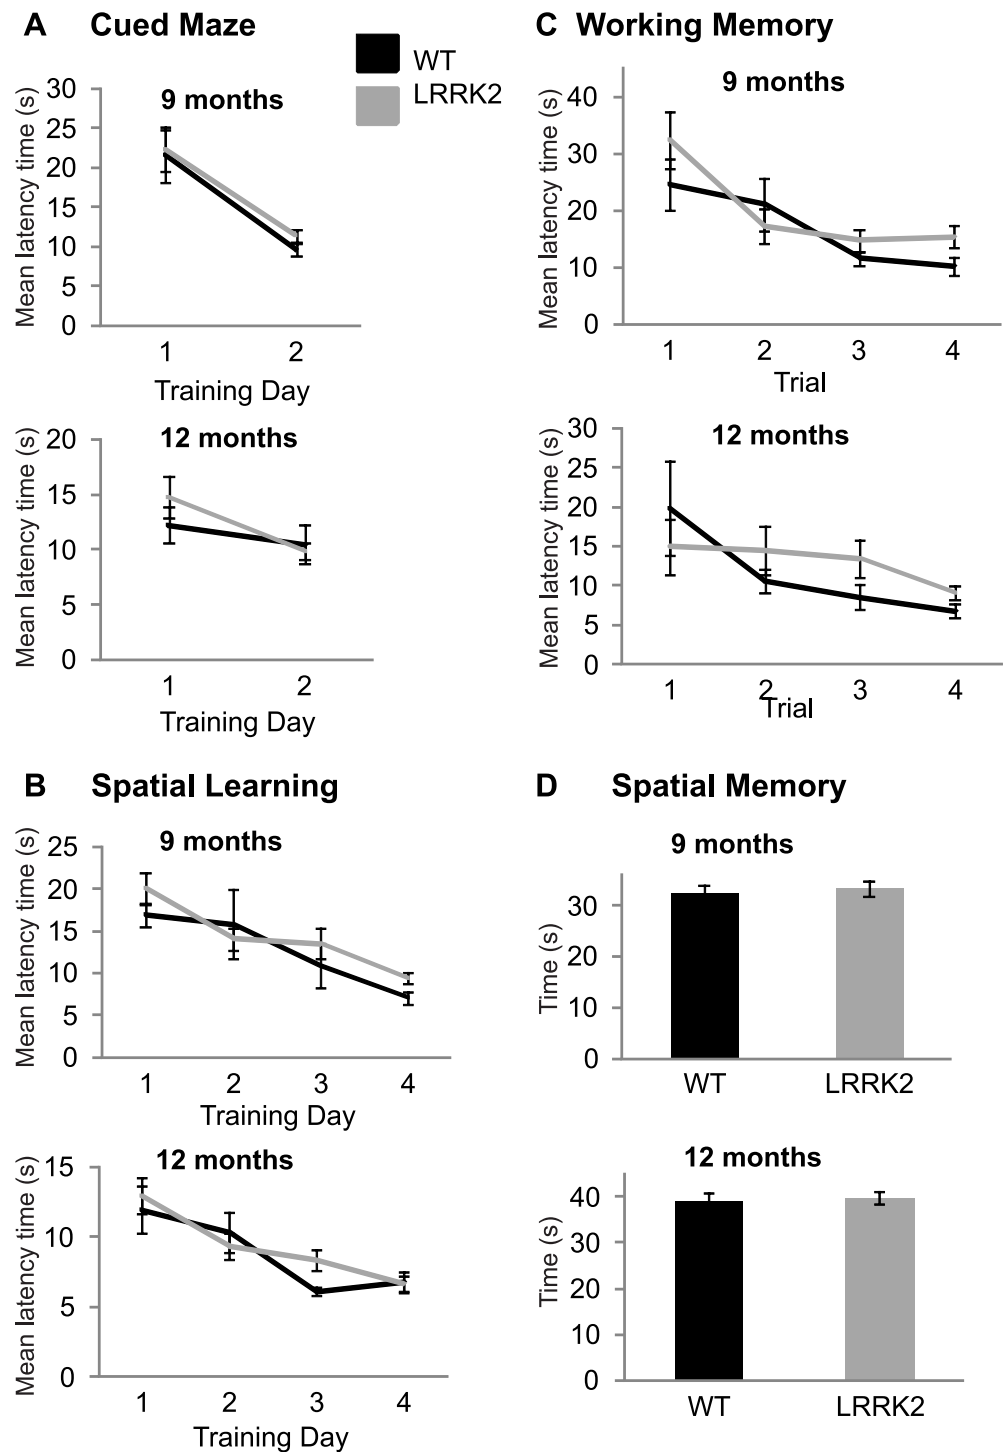 A Cued Maze
WT
LRRK2
9 months
Mean latency time (s)
30
25
20
15
10
5
0
1 2
Training Day
12 months
Mean latency time (s)
20
15
10
5
0
1 2
Training Day
B Spatial Learning
9 months
Mean latency time (s)
25
20
15
10
5
0
1 2 3 4
Training Day
12 months
Mean latency time (s)
15
10
5
0
1 2 3 4
Training Day
C Working Memory
9 months
Mean latency time (s)
40
30
20
10
0
1 2 3 4
Trial
12 months
Mean latency time (s)
30
25
20
15
10
5
0
1 2 3 4
Trial
D Spatial Memory
9 months
Time (s)
30
20
10
0
WT LRRK2
12 months
Time (s)
40
30
20
10
0
WT LRRK2